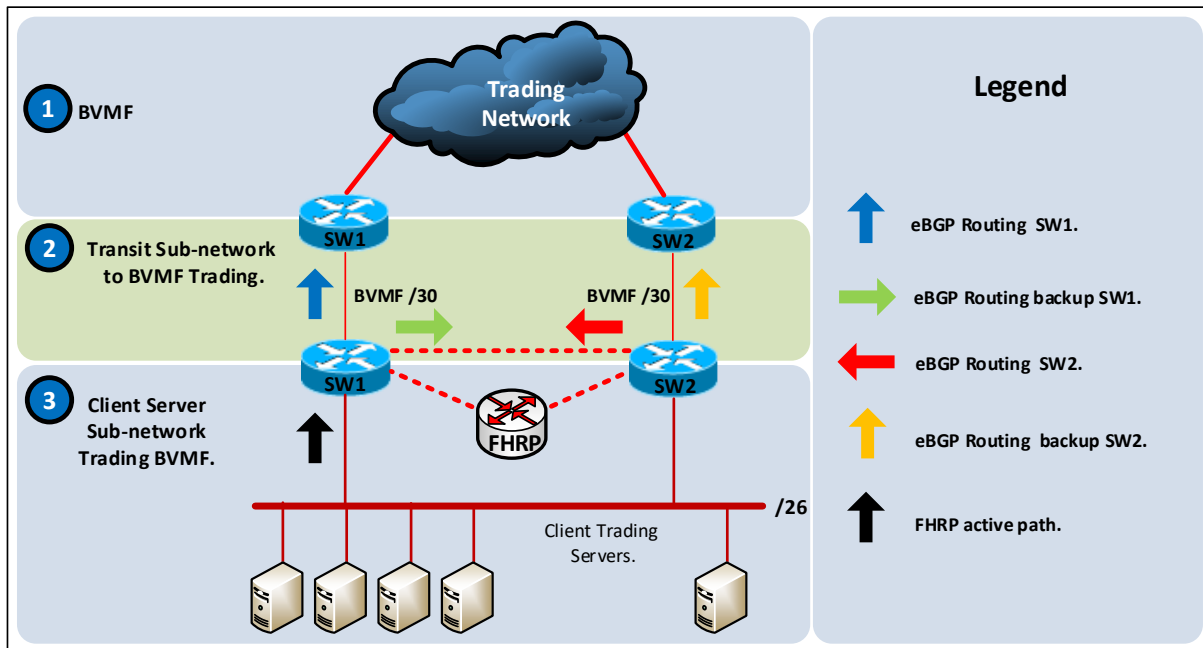 1
BVMF
Trading
Network
SW1
SW2
2
Transit Sub-network
to BVMF Trading.
BVMF /30
BVMF /30
SW1
SW2
3
Client Server
Sub-network
Trading BVMF.
FHRP
/26
Client Trading
Servers.
Legend
eBGP Routing SW1.
eBGP Routing backup SW1.
eBGP Routing SW2.
eBGP Routing backup SW2.
FHRP active path.